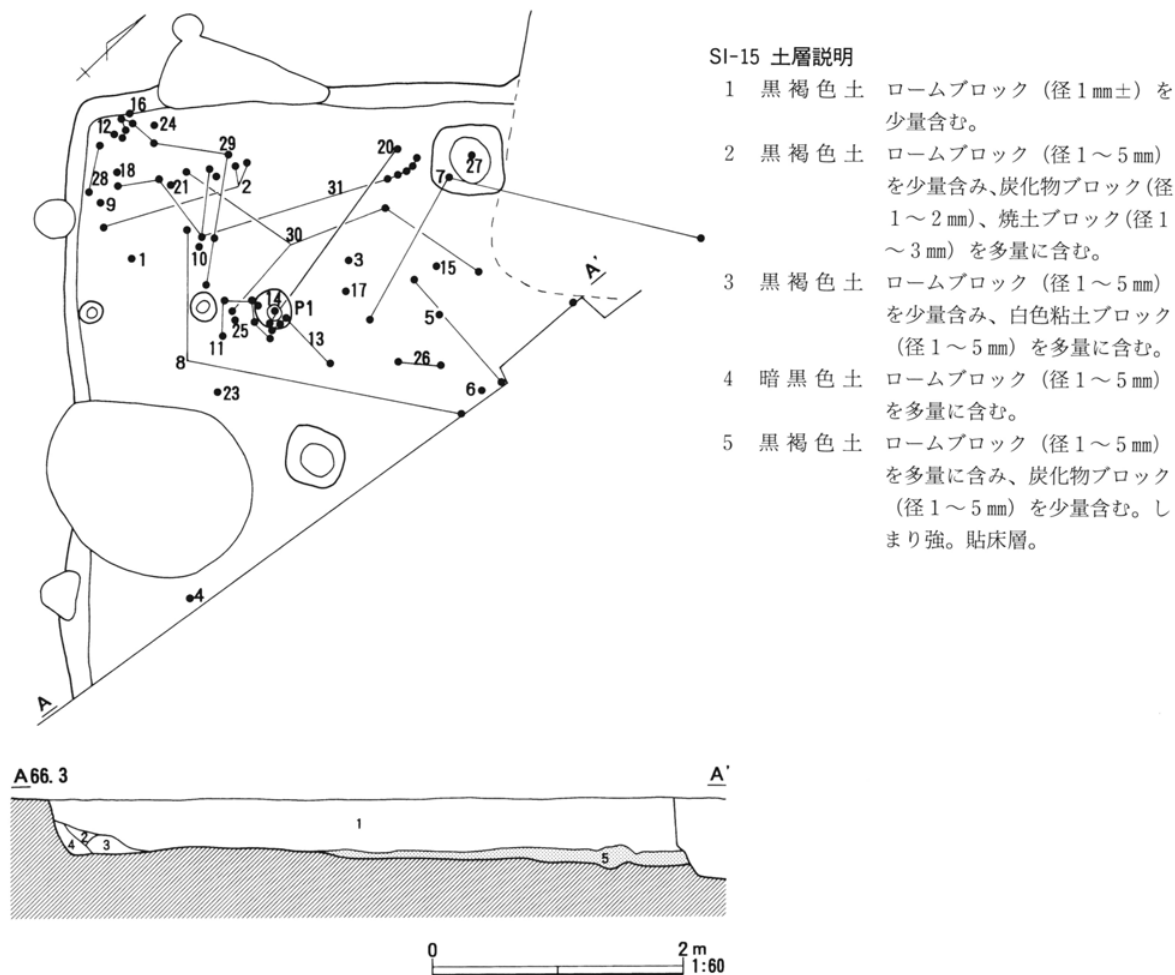 16
12
24
29
20
27
7
18
28
21
2
31
9
30
10
1
3
15
A'
17
14
P1
25
5
11
13
8
26
6
23
4
A
SI-15 土層説明
1 黒褐色土 ロームブロック(径1㎜±)を
少量含む。
2 黒褐色土 ロームブロック(径1~5㎜)
を少量含み、炭化物ブロック(径
1~2㎜)、焼土ブロック(径1
~3㎜)を多量に含む。
3 黒褐色土 ロームブロック(径1~5㎜)
を少量含み、白色粘土ブロック
(径1~5㎜)を多量に含む。
4 暗黒色土 ロームブロック(径1~5㎜)
を多量に含む。
5 黒褐色土 ロームブロック(径1~5㎜)
を多量に含み、炭化物ブロック
(径1~5㎜)を少量含む。し
まり強。貼床層。
A 66.3
A'
1
2
4
3
5
0 2m
1:60